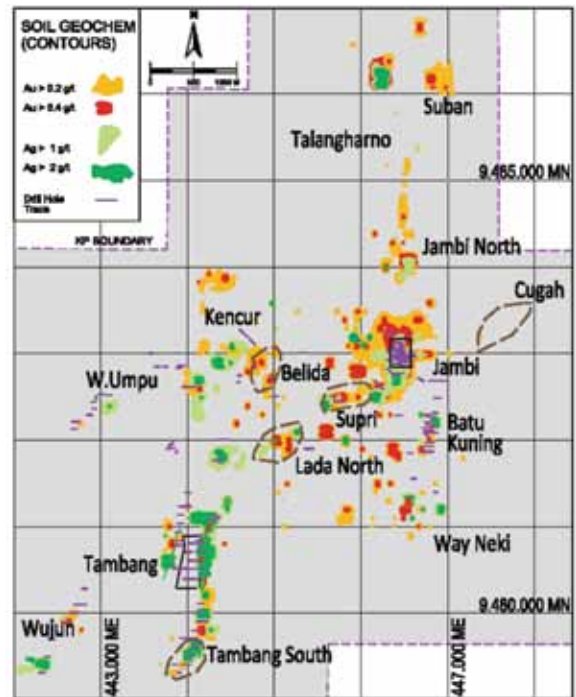 SOIL GEOCHEM
(CONTOURS)
N
Au > 0.2 g/t
Au > 0.4 g/t
Ag > 1 g/t
Ag > 2 g/t
Drill Hole
Trace
KP BOUNDARY
Suban
Talangharno
9.465.000 MN
Jambi North
Cugah
Kencur
Belida
Jambi
W.Umpu
Supri
Batu
Kuning
Lada North
Way Neki
Tambang
9.460.000 MN
Wujuh
443.000 ME
Tambang South
447.000 ME